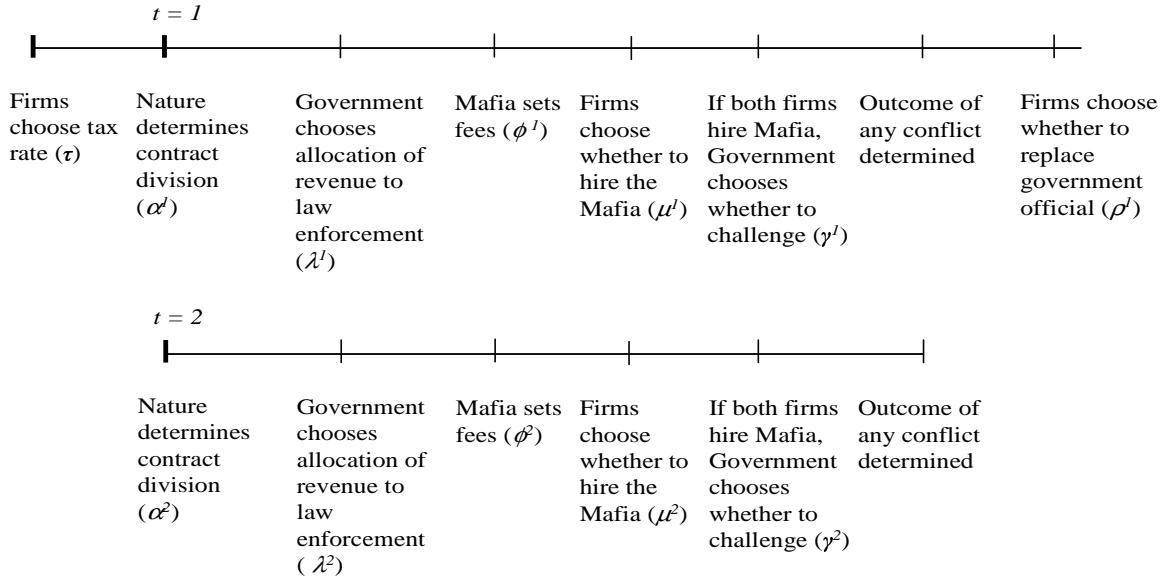 t = 1
Firms
choose tax
rate (τ)
Nature
determines
contract
division
(α¹)
Government
chooses
allocation of
revenue to
law
enforcement
(λ¹)
Mafia sets
fees (ϕ¹)
Firms
choose
whether to
hire the
Mafia (μ¹)
If both firms
hire Mafia,
Government
chooses
whether to
challenge (γ¹)
Outcome of
any conflict
determined
Firms choose
whether to
replace
government
official (ρ¹)
t = 2
Nature
determines
contract
division
(α²)
Government
chooses
allocation of
revenue to
law
enforcement
( λ²)
Mafia sets
fees (ϕ²)
Firms
choose
whether to
hire the
Mafia (μ²)
If both firms
hire Mafia,
Government
chooses
whether to
challenge (γ²)
Outcome of
any conflict
determined